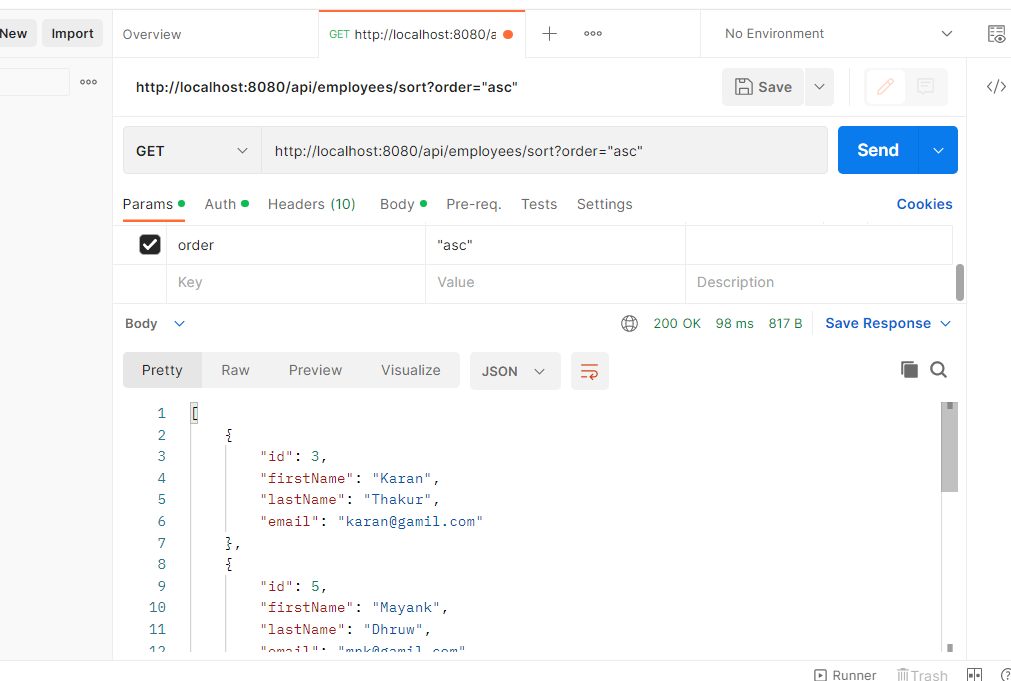 New Import Overview GET http://localhost:8080/a No Environment
http://localhost:8080/api/employees/sort?order="asc" Save
GET http://localhost:8080/api/employees/sort?order="asc" Send
Params Auth Headers (10) Body Pre-req. Tests Settings Cookies
order "asc"
Key Value Description
Body 200 OK 98 ms 817 B Save Response
Pretty Raw Preview Visualize JSON
1 [
2 {
3 "id": 3,
4 "firstName": "Karan",
5 "lastName": "Thakur",
6 "email": "karan@gamil.com"
7 },
8 {
9 "id": 5,
10 "firstName": "Mayank",
11 "lastName": "Dhruw",
12 "email": "mpk@gamil.com"
Runner Trash